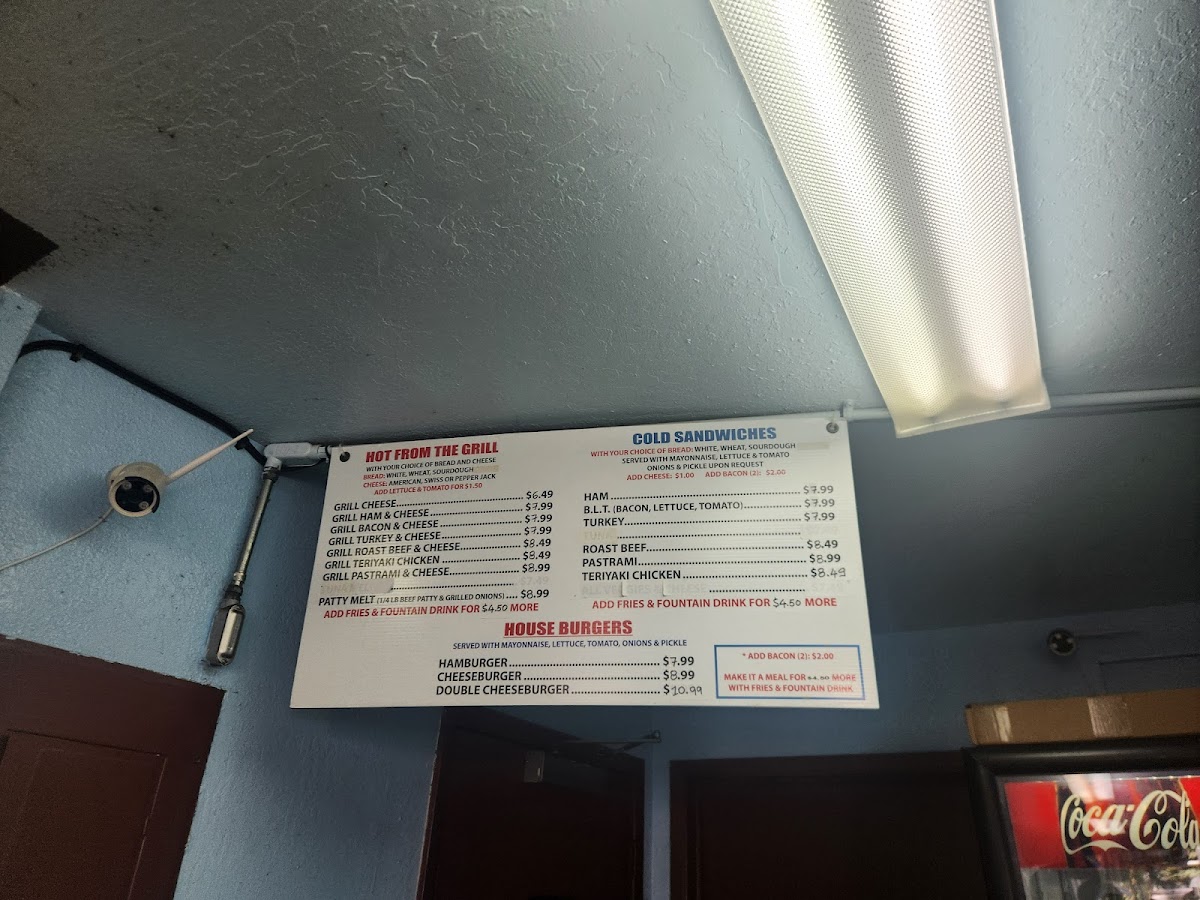 HOT FROM THE GRILL
WITH YOUR CHOICE OF BREAD AND CHEESE
BREAD: WHITE, WHEAT, SOURDOUGH
CHEESE: AMERICAN, SWISS OR PEPPER JACK
ADD LETTUCE & TOMATO FOR $1.50
GRILL CHEESE $6.49
GRILL HAM & CHEESE $7.99
GRILL BACON & CHEESE $7.99
GRILL TURKEY & CHEESE $7.99
GRILL ROAST BEEF & CHEESE $8.49
GRILL TERIYAKI CHICKEN $8.49
GRILL PASTRAMI & CHEESE $8.99
PATTY MELT (1/4 LB BEEF PATTY & GRILLED ONIONS) $8.99
ADD FRIES & FOUNTAIN DRINK FOR $4.50 MORE
COLD SANDWICHES
WITH YOUR CHOICE OF BREAD: WHITE, WHEAT, SOURDOUGH
SERVED WITH MAYONNAISE, LETTUCE & TOMATO
ONIONS & PICKLE UPON REQUEST
ADD CHEESE: $1.00 ADD BACON (2): $2.00
HAM $7.99
B.L.T. (BACON, LETTUCE, TOMATO) $7.99
TURKEY $7.99
TUNA
ROAST BEEF $8.49
PASTRAMI $8.99
TERIYAKI CHICKEN $8.49
ADD FRIES & FOUNTAIN DRINK FOR $4.50 MORE
HOUSE BURGERS
SERVED WITH MAYONNAISE, LETTUCE, TOMATO, ONIONS & PICKLE
HAMBURGER $7.99
CHEESEBURGER $8.99
DOUBLE CHEESEBURGER $10.99
* ADD BACON (2): $2.00
MAKE IT A MEAL FOR $4.50 MORE
WITH FRIES & FOUNTAIN DRINK
Coca-Cola